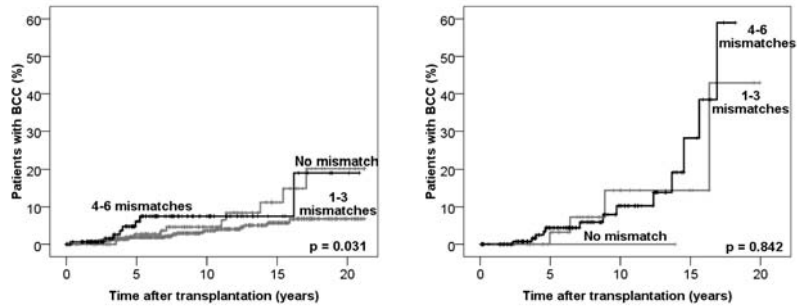 60
50
40
30
20
10
0
Patients with BCC (%)
4-6 mismatches
No mismatch
1-3
mismatches
p = 0.031
0 5 10 15 20
Time after transplantation (years)
60
50
40
30
20
10
0
Patients with BCC (%)
4-6
mismatches
1-3
mismatches
No mismatch
p = 0.842
0 5 10 15 20
Time after transplantation (years)